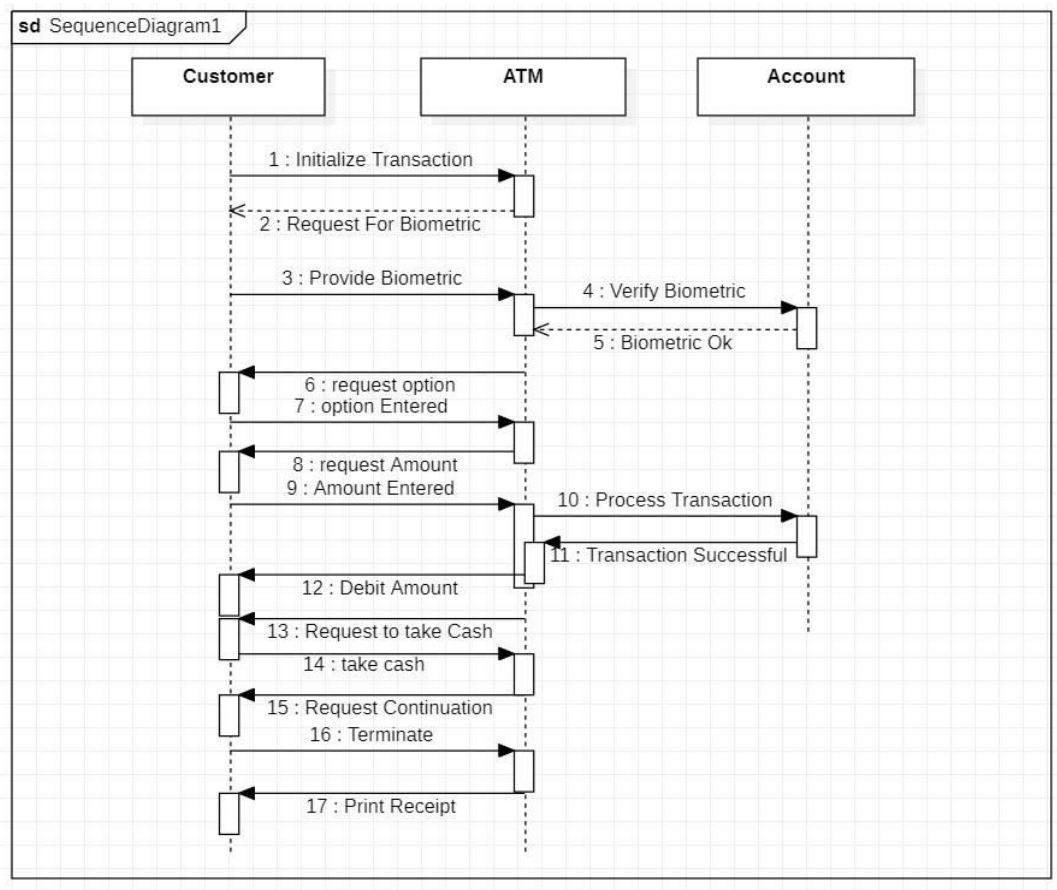 sd SequenceDiagram1
Customer
ATM
Account
1 : Initialize Transaction
2 : Request For Biometric
3 : Provide Biometric
4 : Verify Biometric
5 : Biometric Ok
6 : request option
7 : option Entered
8 : request Amount
9 : Amount Entered
10 : Process Transaction
11 : Transaction Successful
12 : Debit Amount
13 : Request to take Cash
14 : take cash
15 : Request Continuation
16 : Terminate
17 : Print Receipt